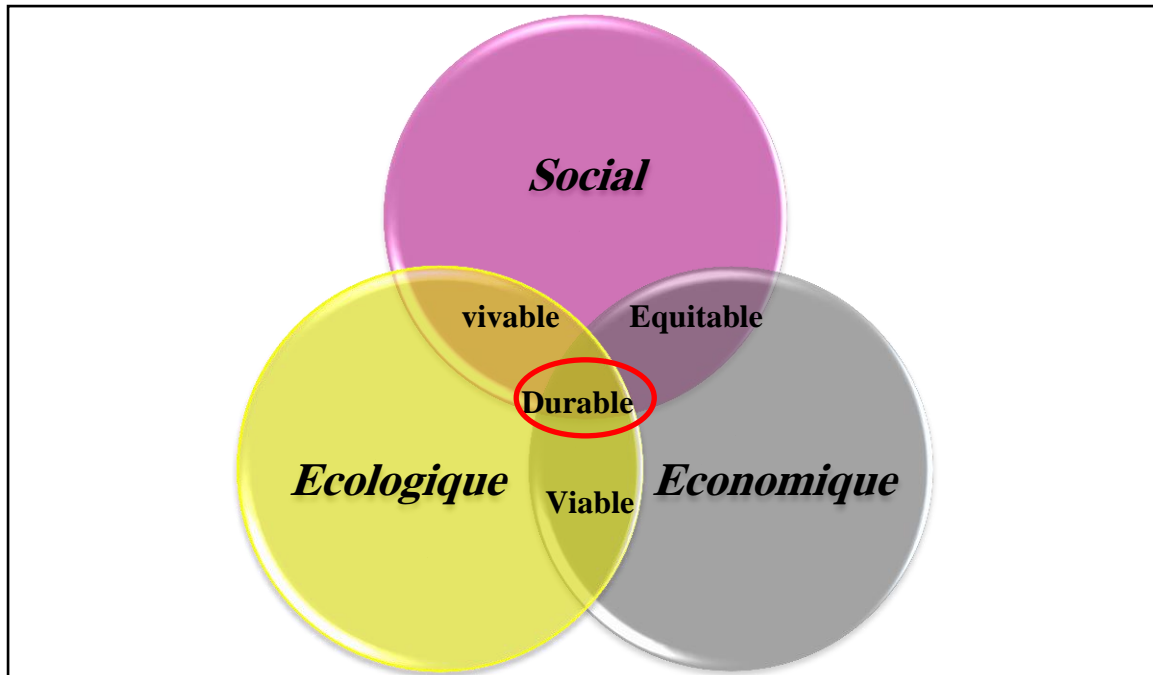 Social
vivable
Equitable
Durable
Ecologique
Economique
Viable